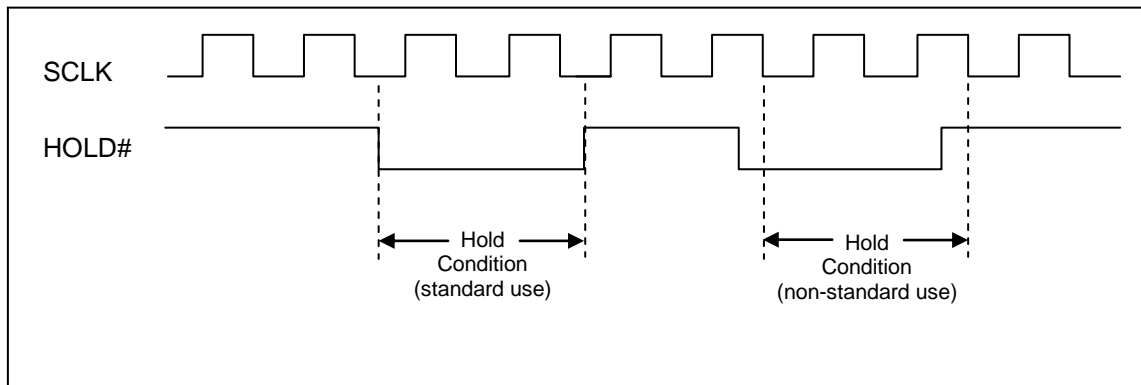 SCLK
HOLD#
Hold
Condition
(standard use)
Hold
Condition
(non-standard use)